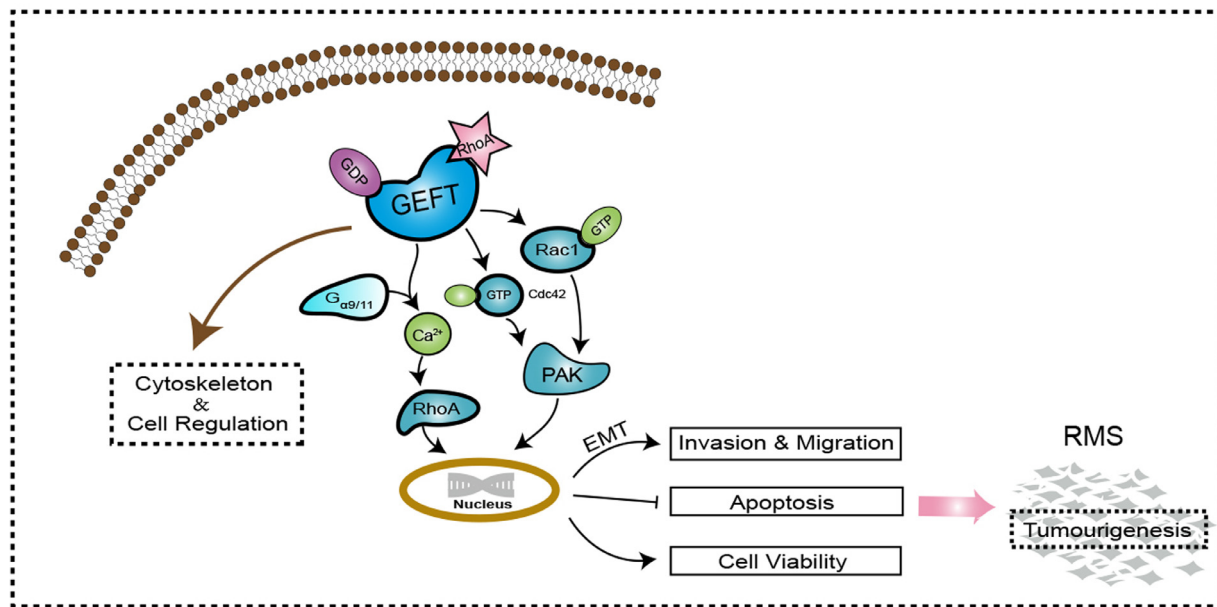 RhoA
GDP
GEFT
GTP
Rac1
Gα9/11
GTP
Cdc42
Ca²⁺
PAK
Cytoskeleton
&
Cell Regulation
RhoA
EMT
Invasion & Migration
RMS
Nucleus
Apoptosis
Tumourigenesis
Cell Viability